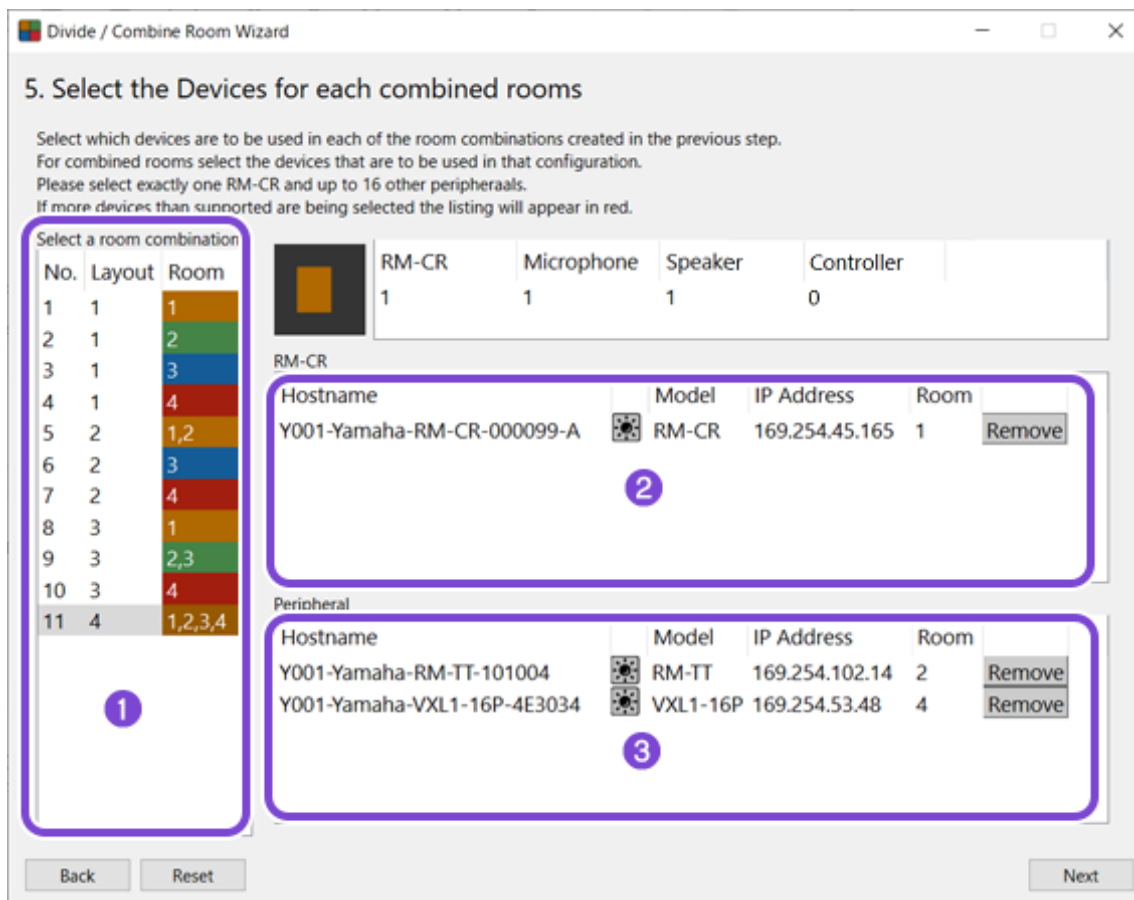 Divide / Combine Room Wizard
5. Select the Devices for each combined rooms
Select which devices are to be used in each of the room combinations created in the previous step.
For combined rooms select the devices that are to be used in that configuration.
Please select exactly one RM-CR and up to 16 other peripheraals.
If more devices than supported are being selected the listing will appear in red.
Select a room combination
No. Layout Room
1 1 1
2 1 2
3 1 3
4 1 4
5 2 1,2
6 2 3
7 2 4
8 3 1
9 3 2,3
10 3 4
11 4 1,2,3,4
1
RM-CR Microphone Speaker Controller
1 1 1 0
RM-CR
Hostname Model IP Address Room
Y001-Yamaha-RM-CR-000099-A RM-CR 169.254.45.165 1 Remove
2
Peripheral
Hostname Model IP Address Room
Y001-Yamaha-RM-TT-101004 RM-TT 169.254.102.14 2 Remove
Y001-Yamaha-VXL1-16P-4E3034 VXL1-16P 169.254.53.48 4 Remove
3
Back Reset Next